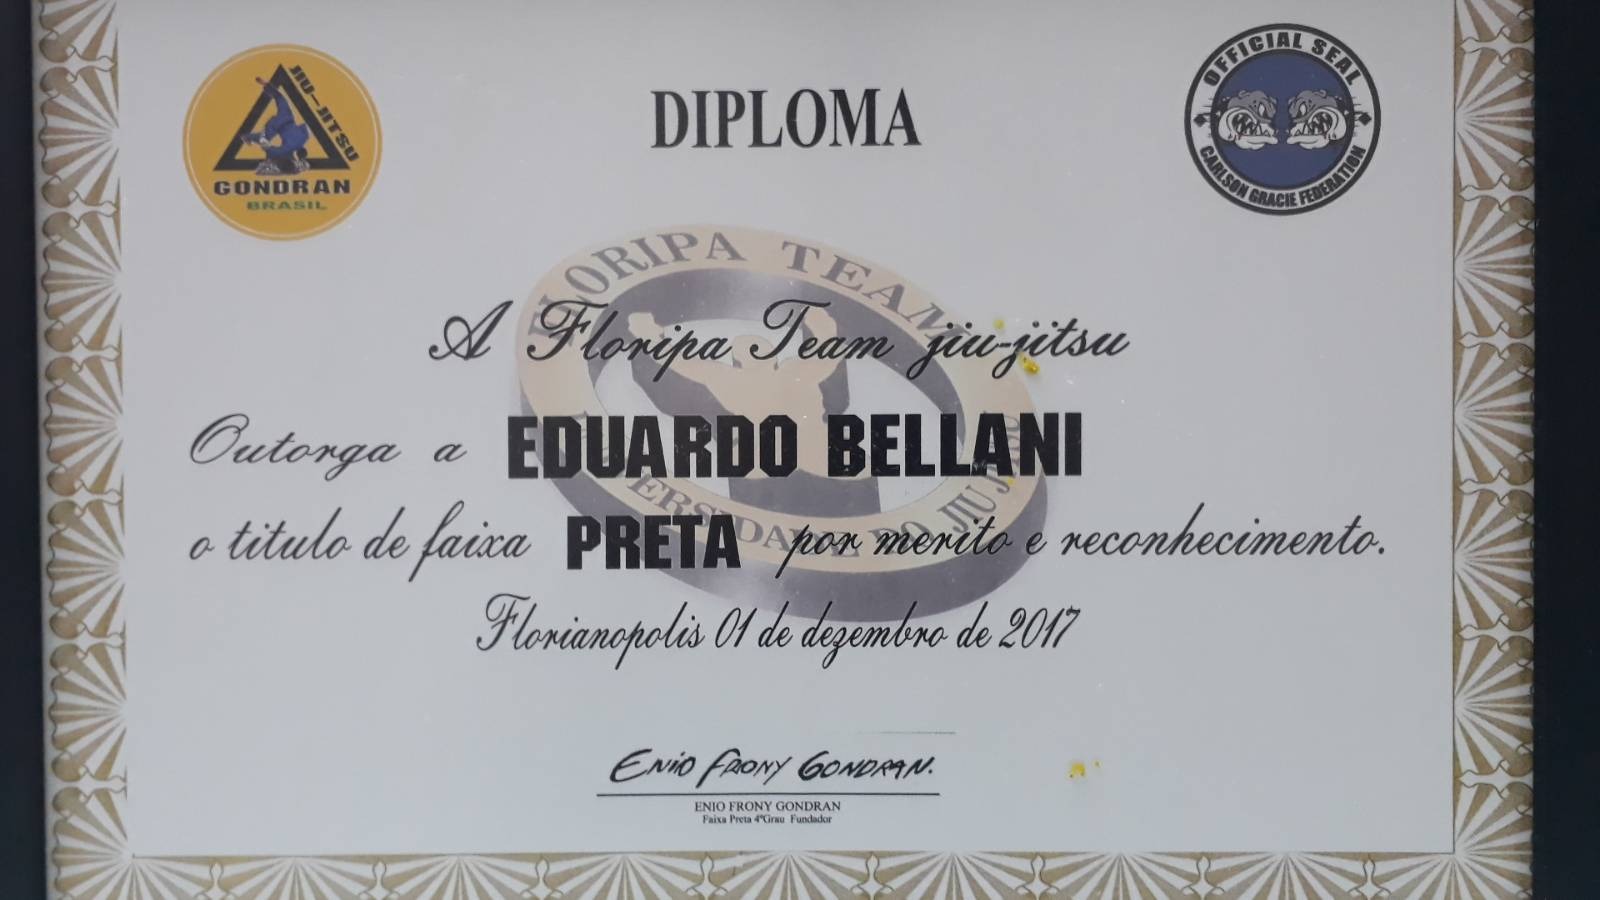 JIU-JITSU
GONDRAN
BRASIL
DIPLOMA
OFFICIAL SEAL
CARLSON GRACIE FEDERATION
FLORIPA TEAM
UNIVERSIDADE DO JIU JITSU
A Floripa Team jiu-jitsu
Outorga a EDUARDO BELLANI
o titulo de faixa PRETA por merito e reconhecimento.
Florianopolis 01 de dezembro de 2017
ENIO FRONY GONDRAN.
ENIO FRONY GONDRAN
Faixa Preta 4ºGrau Fundador